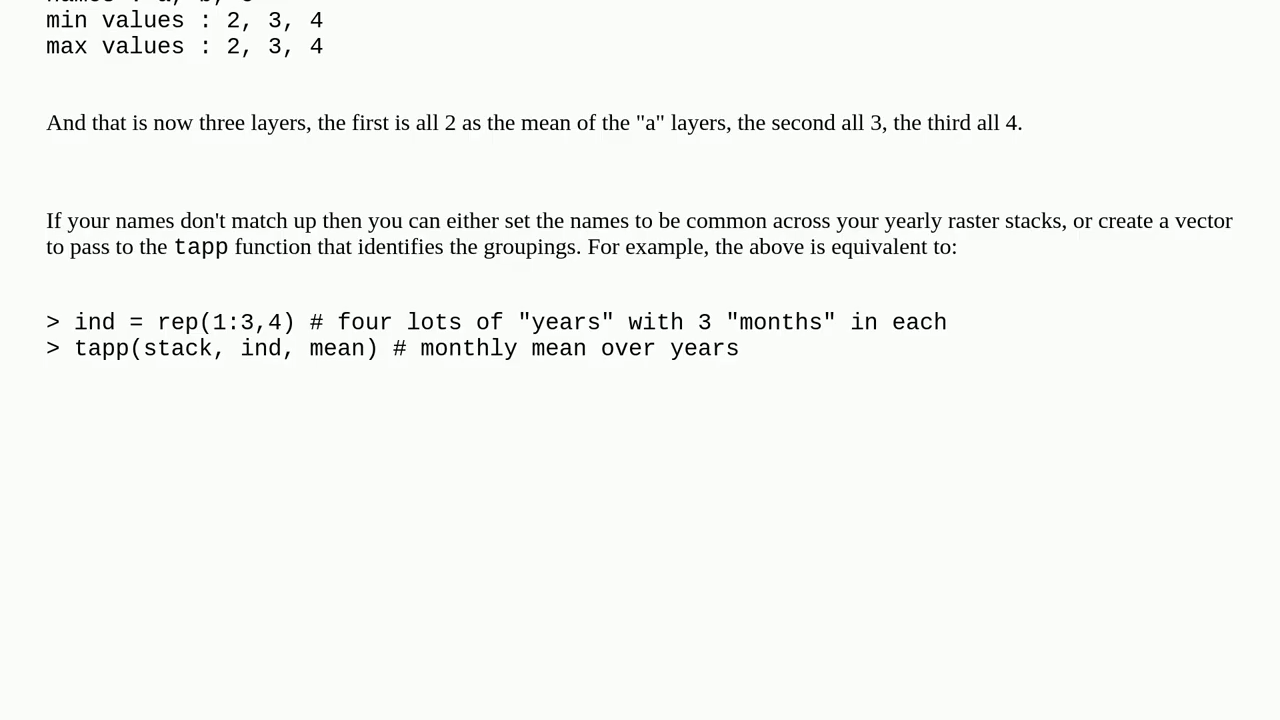 names : a, b, c
min values : 2, 3, 4
max values : 2, 3, 4
And that is now three layers, the first is all 2 as the mean of the "a" layers, the second all 3, the third all 4.
If your names don't match up then you can either set the names to be common across your yearly raster stacks, or create a vector
to pass to the tapp function that identifies the groupings. For example, the above is equivalent to:
> ind = rep(1:3,4) # four lots of "years" with 3 "months" in each
> tapp(stack, ind, mean) # monthly mean over years